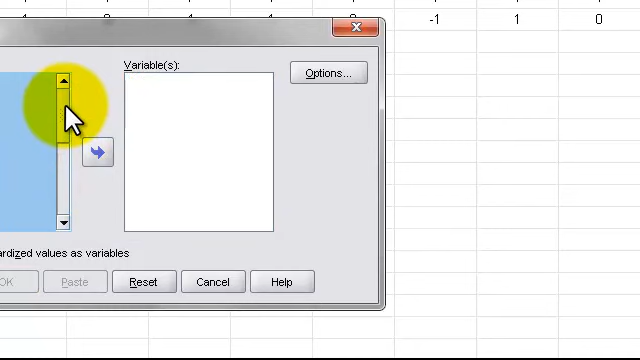 -1 1 0
Variable(s):
Options...
ardized values as variables
OK Paste Reset Cancel Help